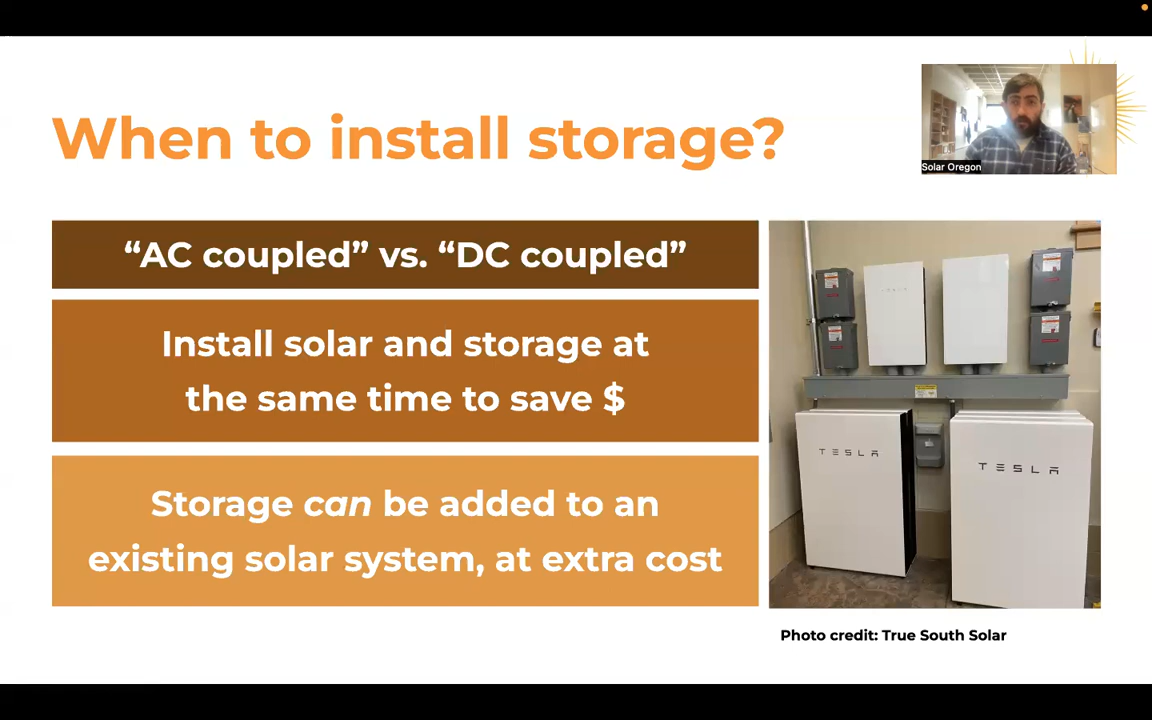 When to install storage?
Solar Oregon
“AC coupled” vs. “DC coupled”
Install solar and storage at
the same time to save $
Storage can be added to an
existing solar system, at extra cost
TESLA
TESLA
TESLA
Photo credit: True South Solar